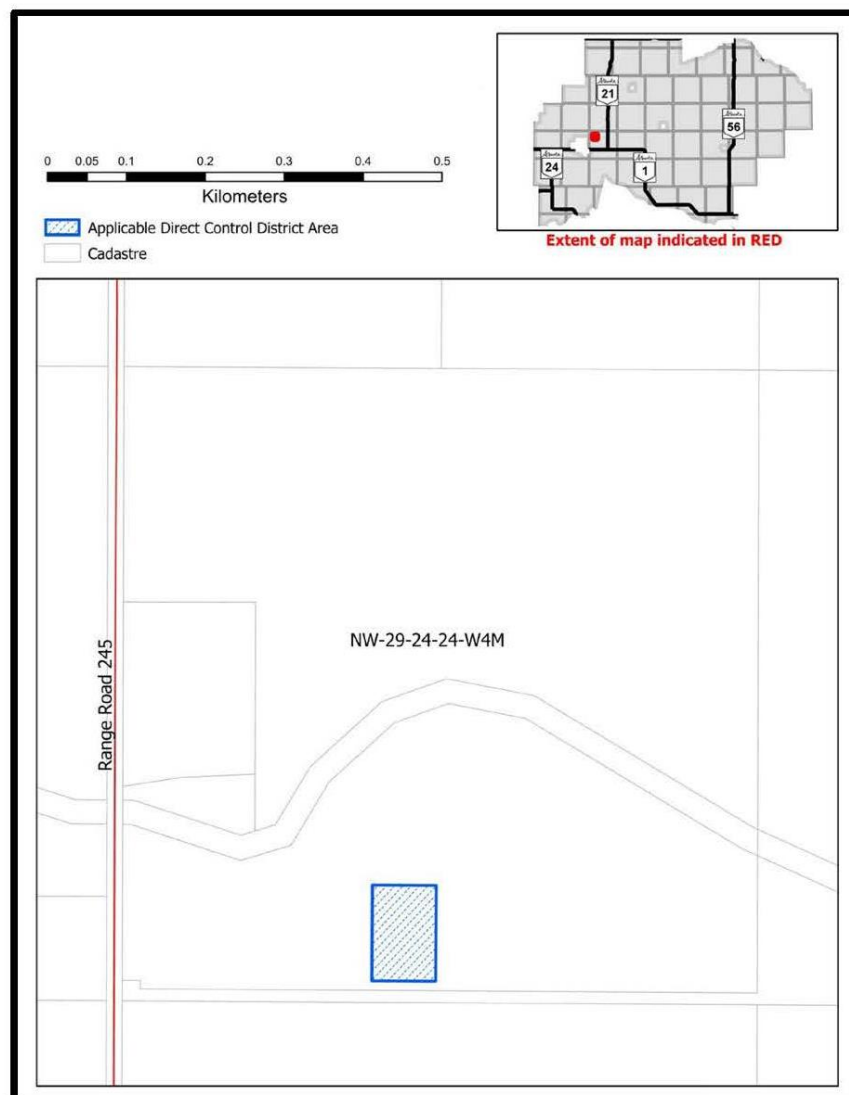 21
56
24
1
Extent of map indicated in RED
0 0.05 0.1 0.2 0.3 0.4 0.5
Kilometers
Applicable Direct Control District Area
Cadastre
Range Road 245
NW-29-24-24-W4M